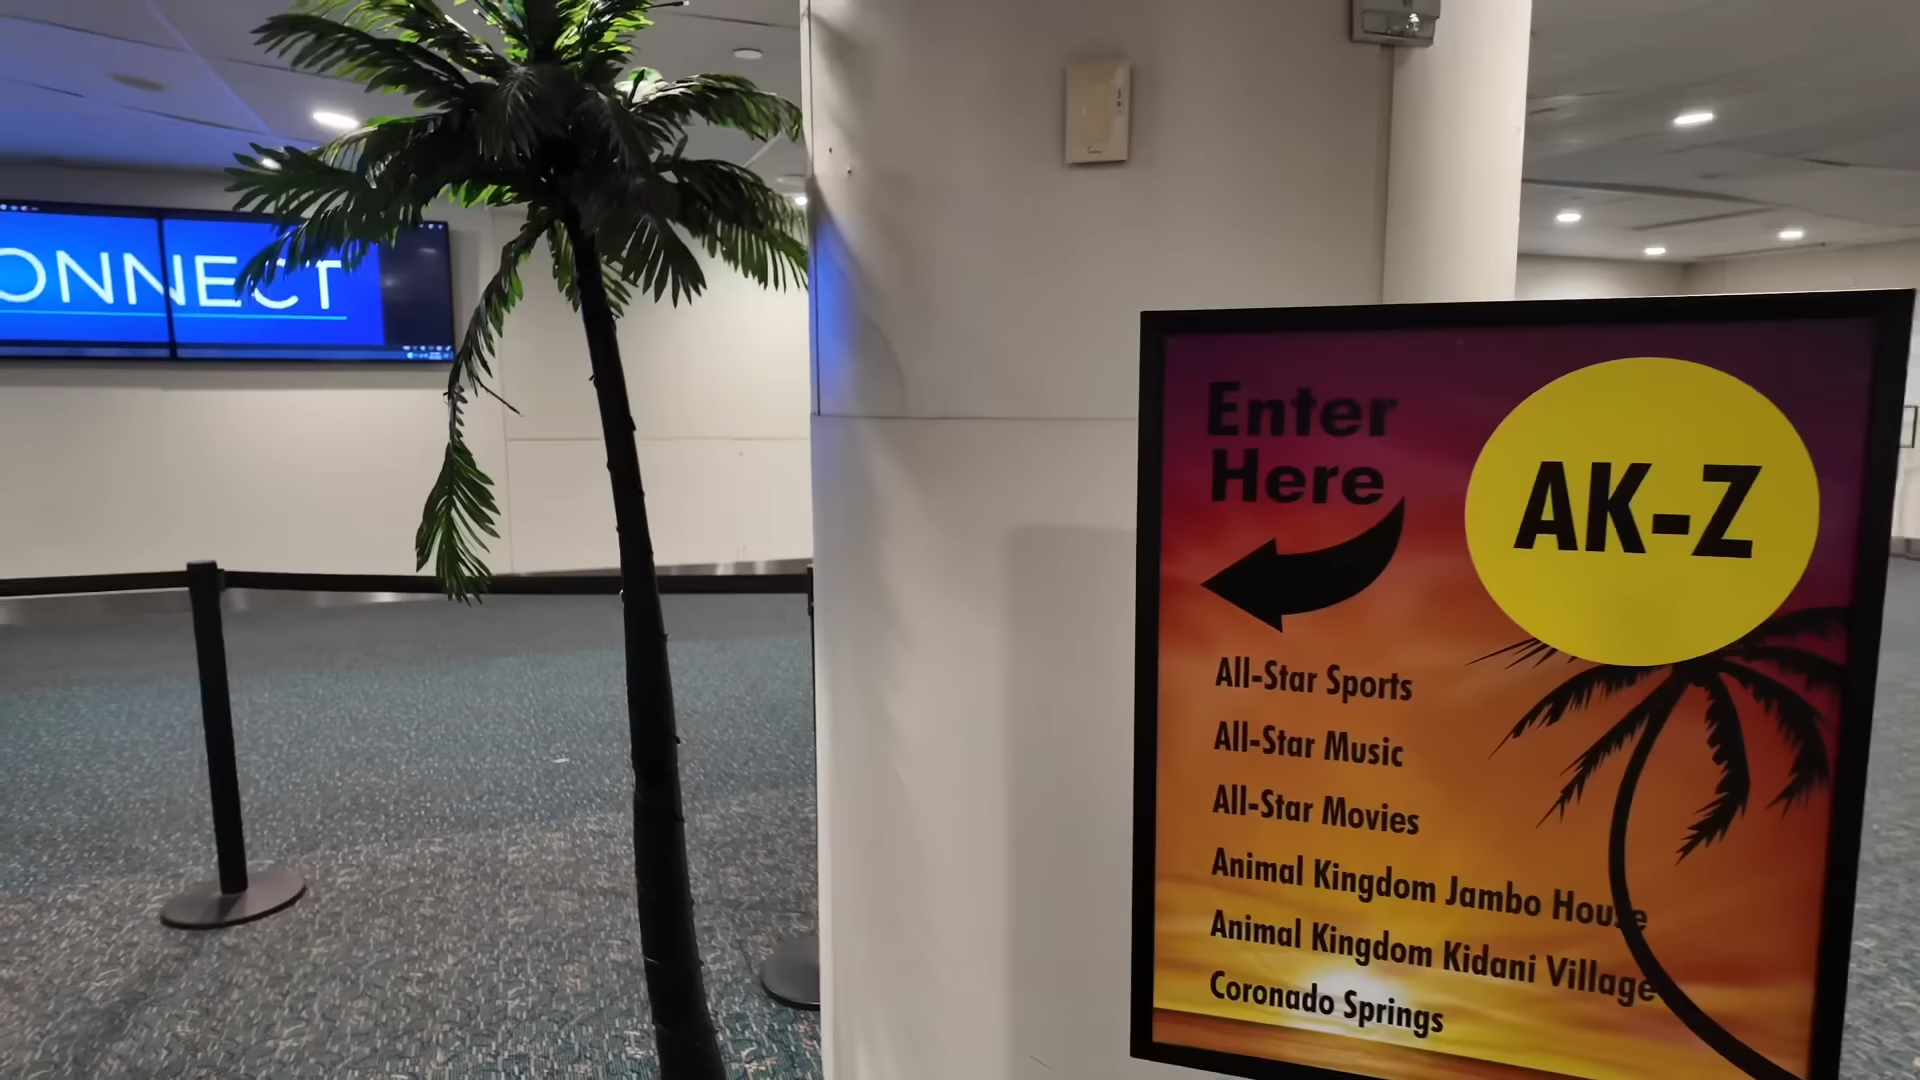 ONNECT
Enter
Here
AK-Z
All-Star Sports
All-Star Music
All-Star Movies
Animal Kingdom Jambo House
Animal Kingdom Kidani Village
Coronado Springs